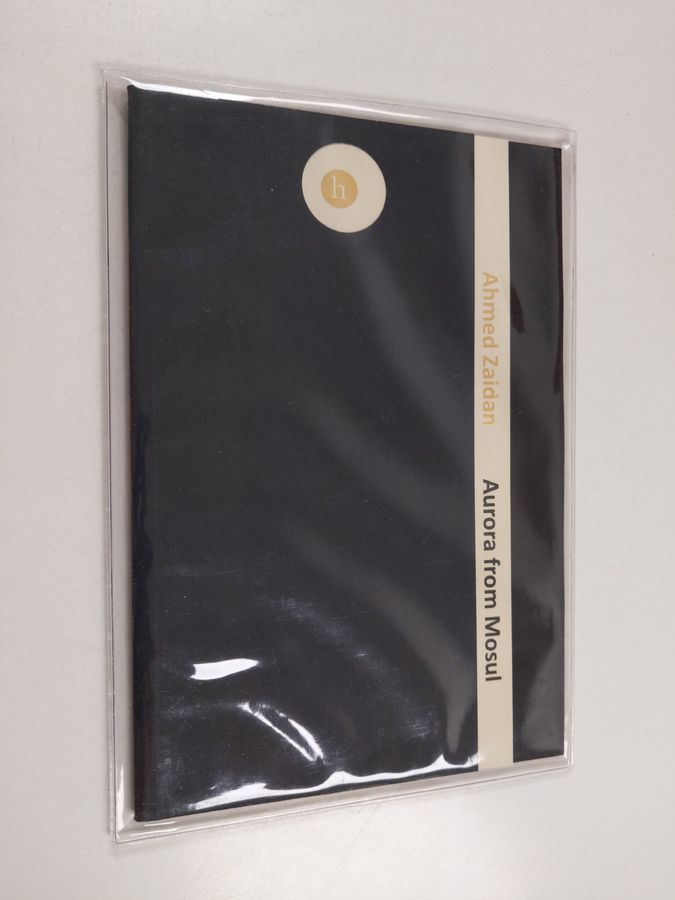 h
Ahmed Zaidan
Aurora from Mosul